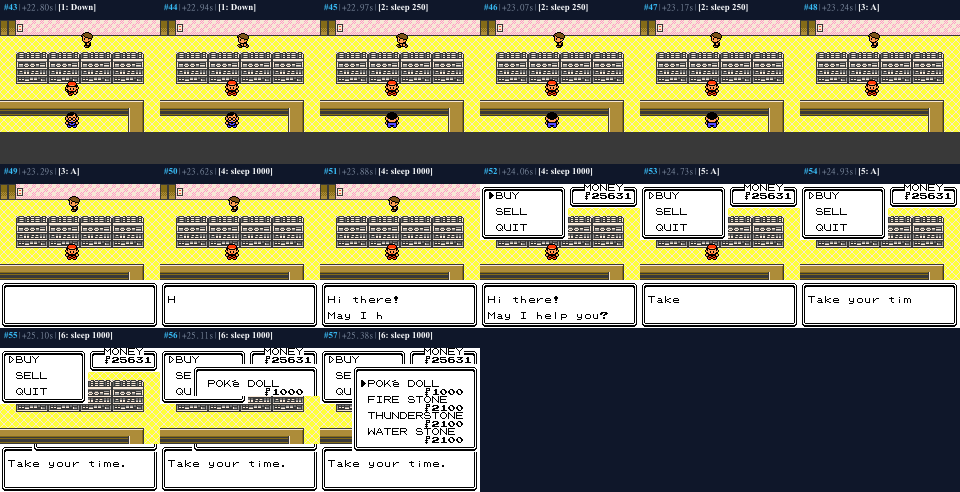 #43|+22.80s| [1: Down]
#44|+22.94s| [1: Down]
#45|+22.97s| [2: sleep 250]
#46|+23.07s| [2: sleep 250]
#47|+23.17s| [2: sleep 250]
#48|+23.24s| [3: A]
#49|+23.29s| [3: A]
#50|+23.62s| [4: sleep 1000]
H
#51|+23.88s| [4: sleep 1000]
Hi there!
May I h
#52|+24.06s| [4: sleep 1000]
▶BUY
SELL
QUIT
MONEY
₽25631
Hi there!
May I help you?
#53|+24.73s| [5: A]
▷BUY
SELL
QUIT
MONEY
₽25631
Take
#54|+24.93s| [5: A]
▷BUY
SELL
QUIT
MONEY
₽25631
Take your tim
#55|+25.10s| [6: sleep 1000]
▷BUY
SELL
QUIT
MONEY
₽25631
Take your time.
#56|+25.11s| [6: sleep 1000]
▷BUY
SE
QU
MONEY
₽25631
POKé DOLL
₽1000
Take your time.
#57|+25.38s| [6: sleep 1000]
▷BUY
MONEY
₽25631
▶POKé DOLL
₽1000
FIRE STONE
₽2100
THUNDERSTONE
₽2100
WATER STONE
₽2100
Take your time.